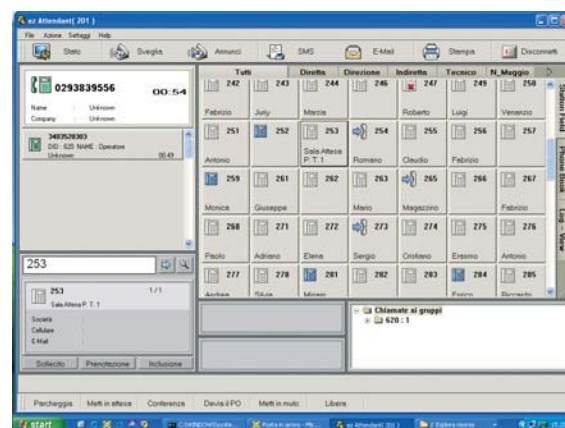 ez Attendant( 201 )
File Azione Settaggi Help
Stato Sveglia Annunci SMS E-Mail Stampa Disconnetti
0293839556 00:54
Name : Unknown
Company : Unknown
3403528303
DID : 620 NAME : Operatore
Unknown 00:49
253
253 1/1
Sala Attesa P. T. 1
Società
Cellulare
E-Mail
Sollecito Prenotazione Inclusione
Tutti Diretta Direzione Indiretta Tecnico N_Maggio
242 243 244 246 247 249 250
Fabrizio Juny Marzia Roberto Luigi Venanzio
251 252 253 254 255 256 257
Antonio Sala Attesa P. T. 1 Romano Claudio Fabrizio
259 261 262 263 265 266 267
Monica Giuseppe Mario Magazzino Fabrizio
268 271 272 273 274 275 276
Paolo Adriano Elena Sergio Cristiano Erasmo Antonio
277 278 281 282 283 284 285
Andrea Silvia Miriam Enrico Riccardo
Station Field
Phone Book
Log - View
Chiamate ai gruppi
620 : 1
Parcheggio Metti in attesa Conferenza Devia il PO Metti in muto Libera
start Posta in arrivo - Mic... ez Attendant( 201 )